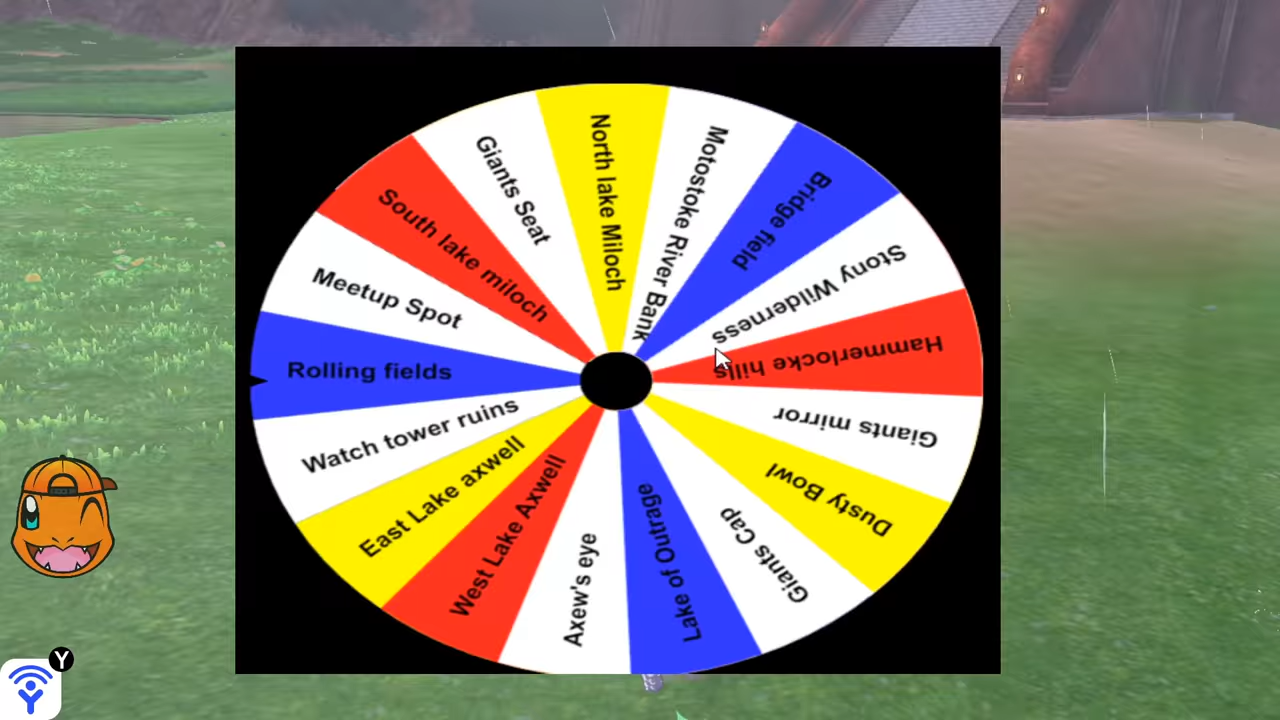 North lake Miloch
Motostoke River Bank
Bridge field
Stony Wilderness
Hammerlocke hills
Giants mirror
Dusty Bowl
Giants Cap
Lake of Outrage
Axew's eye
West Lake Axwell
East Lake axwell
Watch tower ruins
Rolling fields
Meetup Spot
South lake miloch
Giants Seat
Y